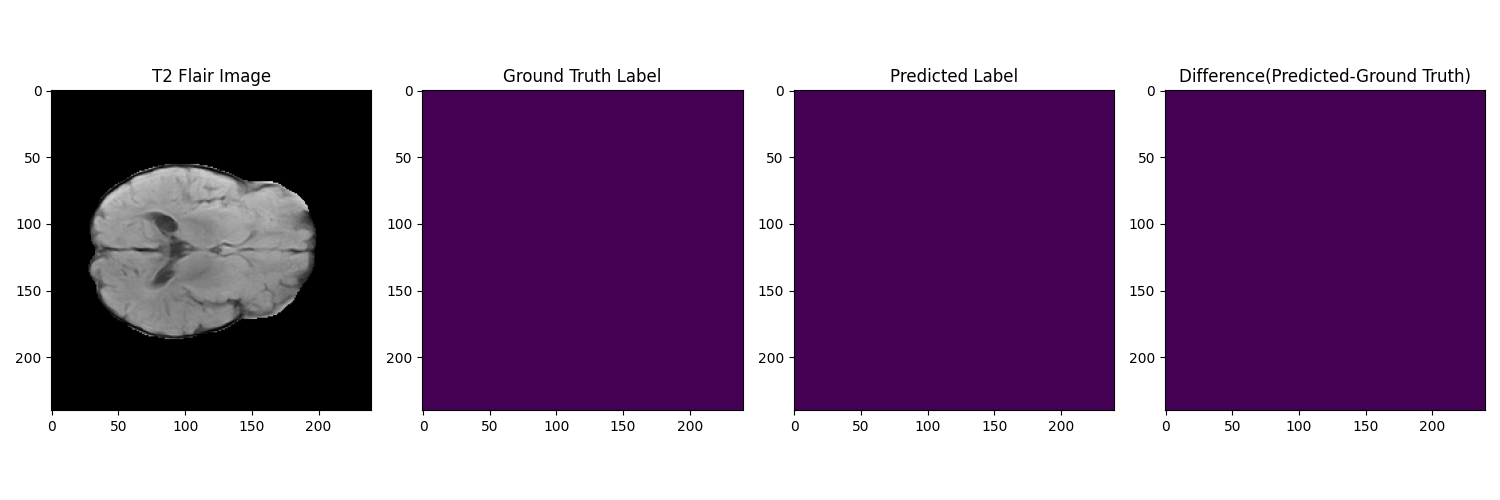 T2 Flair Image Ground Truth Label Predicted Label Difference(Predicted-Ground Truth)
0 0 0 0
50 50 50 50
100 100 100 100
150 150 150 150
200 200 200 200
0 50 100 150 200 0 50 100 150 200 0 50 100 150 200 0 50 100 150 200